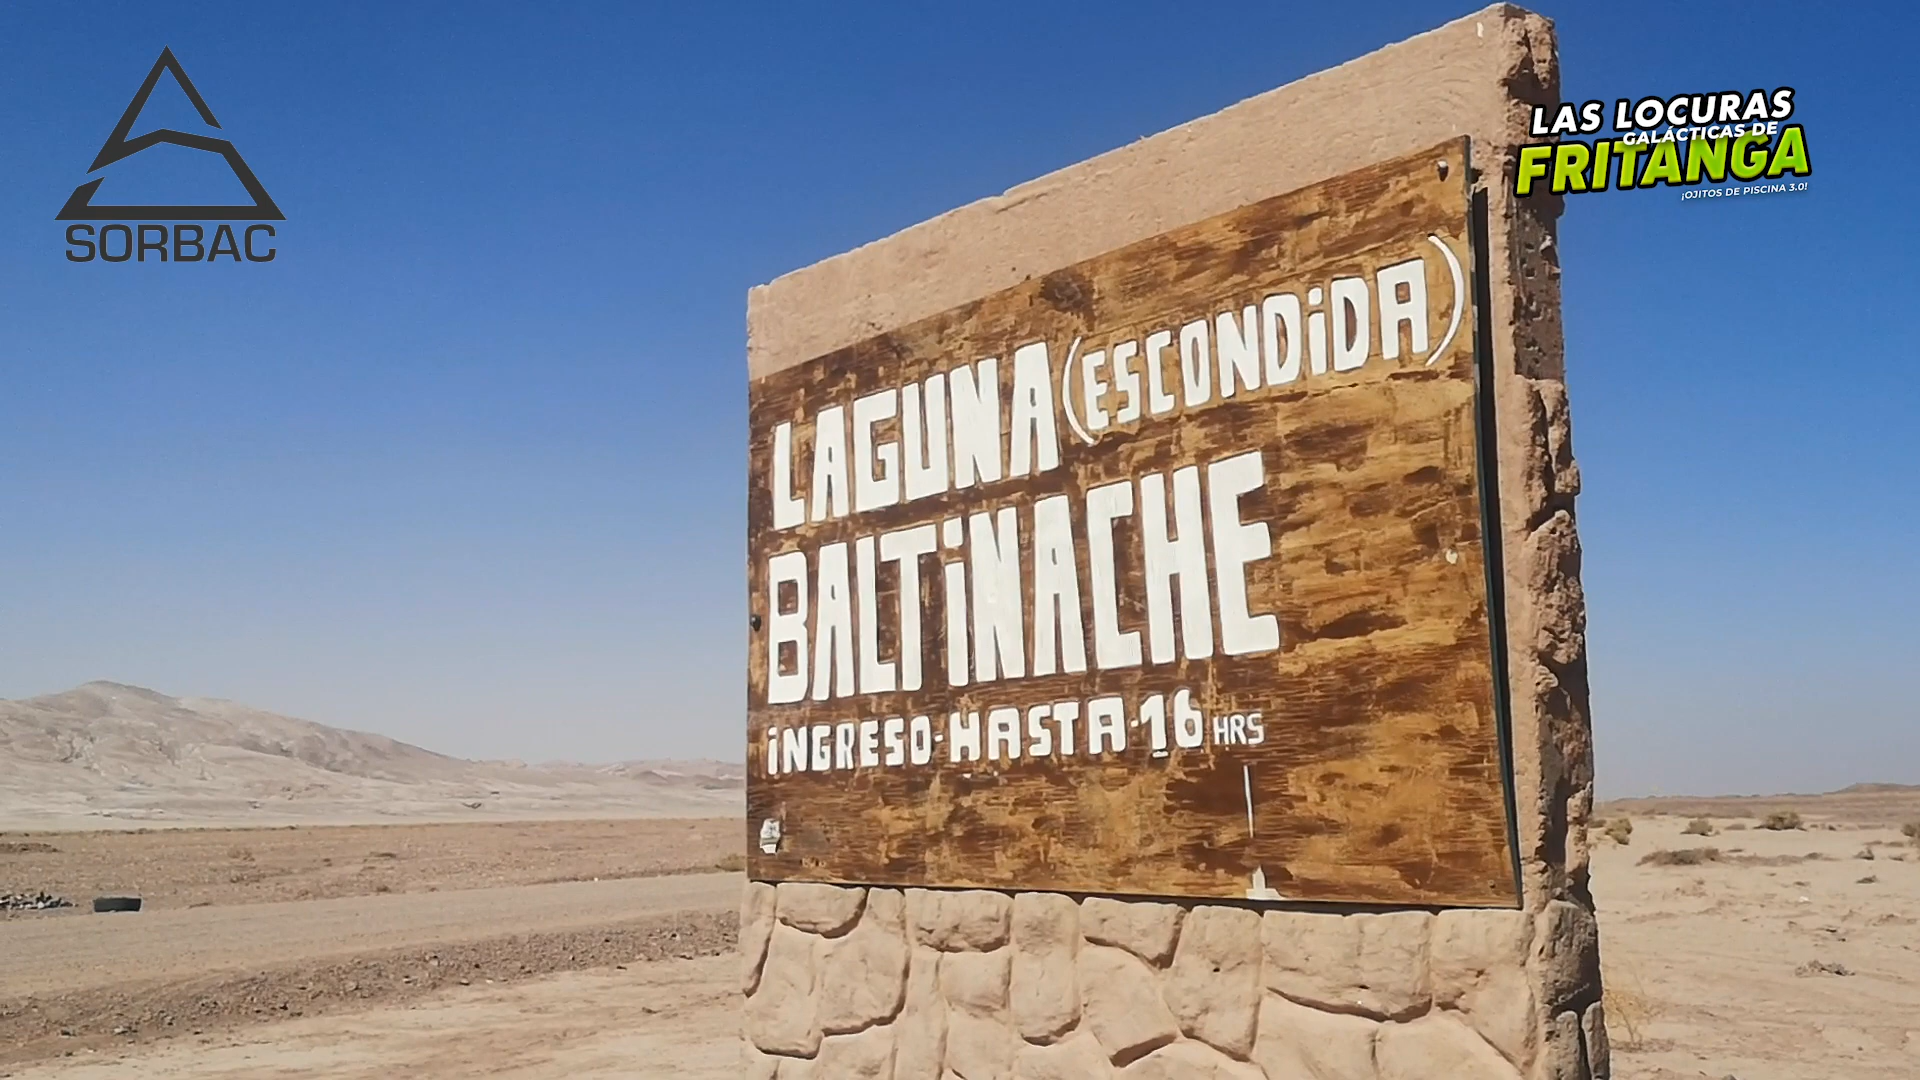 SORBAC
LAS LOCURAS
GALÁCTICAS DE
FRITANGA
¡OJITOS DE PISCINA 3.0!
LAGUNA (ESCONDiDA)
BALTiNACHE
iNGRESO-HASTA-16 HRS